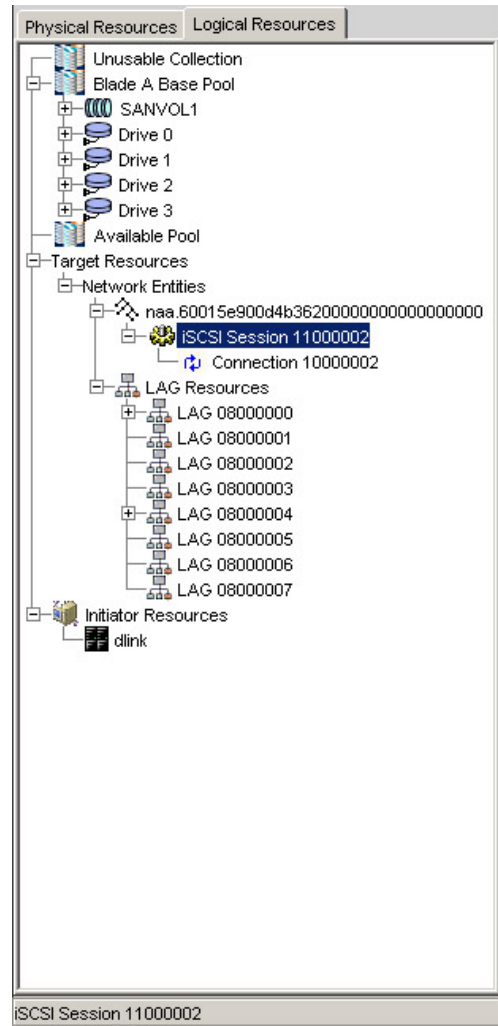 Physical Resources Logical Resources
Unusable Collection
Blade A Base Pool
SANVOL1
Drive 0
Drive 1
Drive 2
Drive 3
Available Pool
Target Resources
Network Entities
naa.60015e900d4b36200000000000000000
iSCSI Session 11000002
Connection 10000002
LAG Resources
LAG 08000000
LAG 08000001
LAG 08000002
LAG 08000003
LAG 08000004
LAG 08000005
LAG 08000006
LAG 08000007
Initiator Resources
dlink
iSCSI Session 11000002